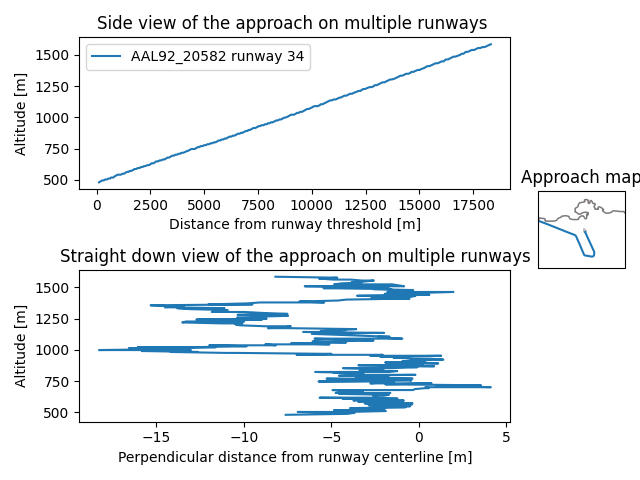 Side view of the approach on multiple runways
1500
1250
1000
750
500
Altitude [m]
AAL92_20582 runway 34
0 2500 5000 7500 10000 12500 15000 17500
Distance from runway threshold [m]
Approach map
Straight down view of the approach on multiple runways
1500
1250
1000
750
500
Altitude [m]
−15 −10 −5 0 5
Perpendicular distance from runway centerline [m]